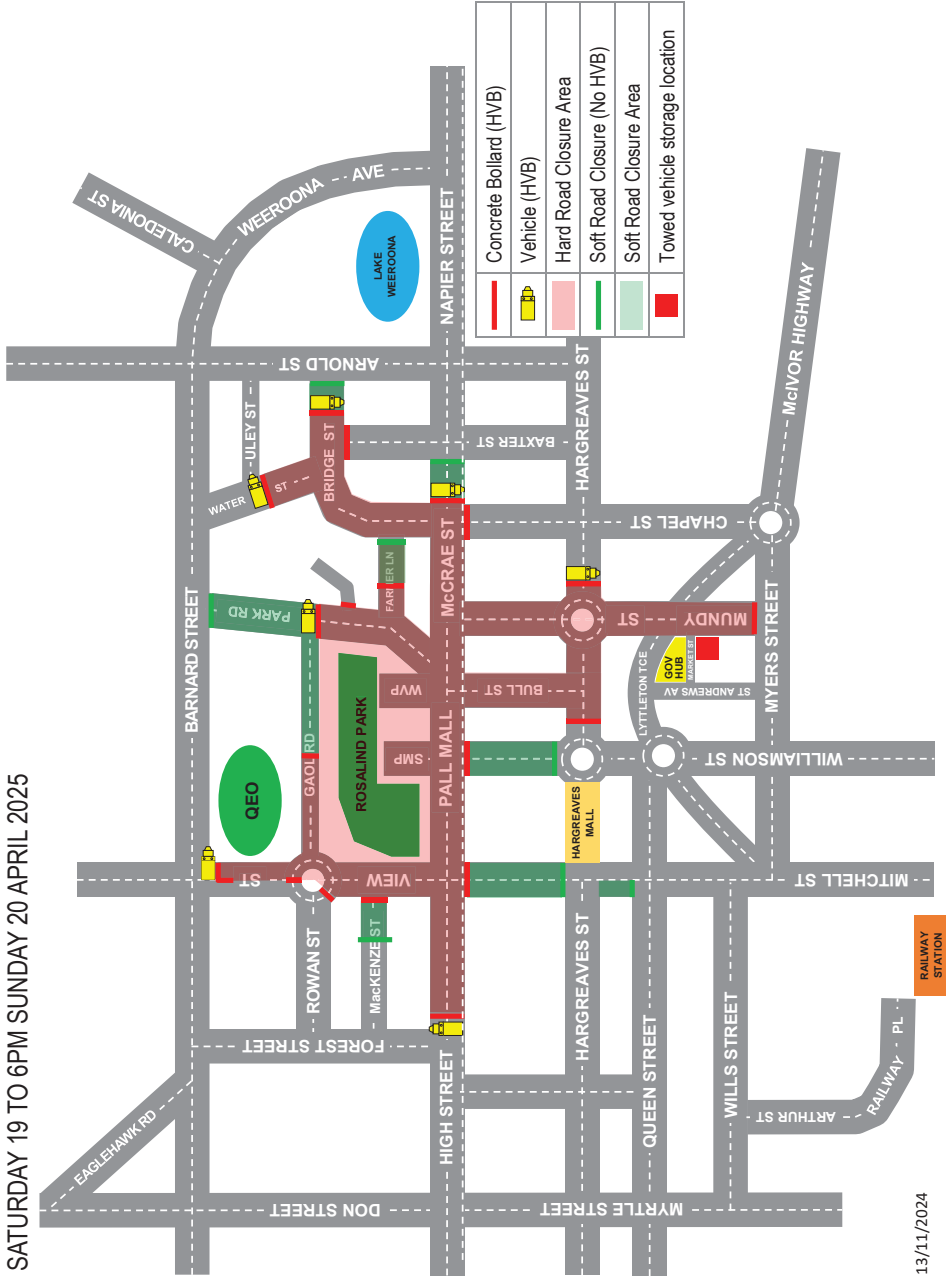 SATURDAY 19 TO 6PM SUNDAY 20 APRIL 2025
Concrete Bollard (HVB)
Vehicle (HVB)
Hard Road Closure Area
Soft Road Closure (No HVB)
Soft Road Closure Area
Towed vehicle storage location
EAGLEHAWK RD
BARNARD STREET
WEEROONA AVE
CALEDONIA ST
DON STREET
FOREST STREET
ROWAN ST
MacKENZE ST
VIEW ST
QEO
GAOL RD
PARK RD
WATER ST
ULEY ST
BRIDGE ST
ARNOLD ST
LAKE
WEEROONA
ROSALIND PARK
FARMER LN
SMP
WVP
HIGH STREET
PALL MALL
McCRAE ST
NAPIER STREET
BULL ST
BAXTER ST
HARGREAVES ST
HARGREAVES
MALL
HARGREAVES ST
MYRTLE STREET
QUEEN STREET
LYTTLETON TCE
GOV
HUB
MARKET ST
ST ANDREWS AV
MUNDY ST
CHAPEL ST
WILLS STREET
MITCHELL ST
WILLIAMSON ST
MYERS STREET
McIVOR HIGHWAY
ARTHUR ST
RAILWAY PL
RAILWAY
STATION
13/11/2024